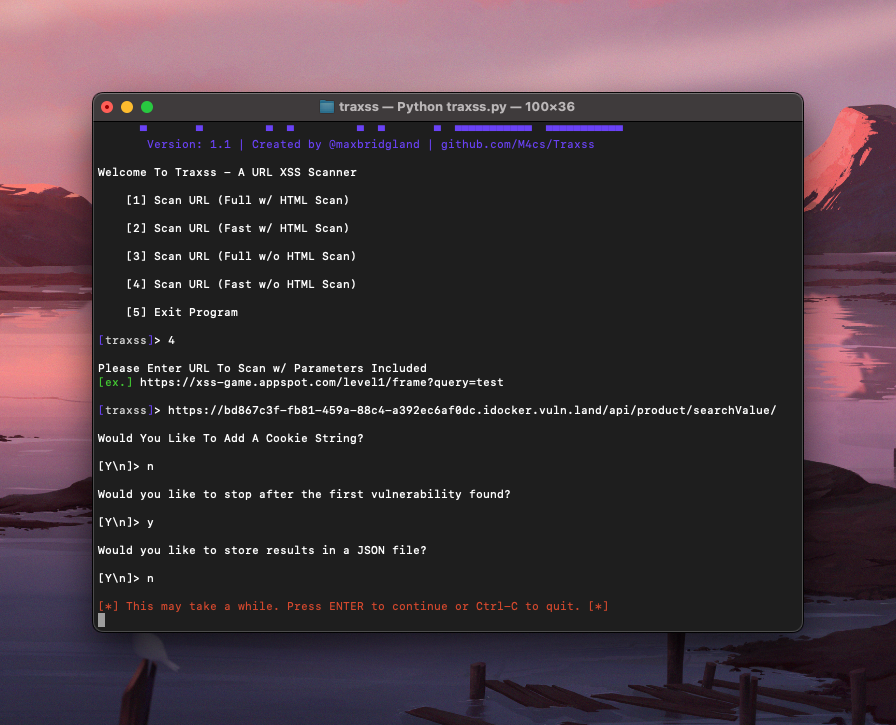 traxss — Python traxss.py — 100×36
Version: 1.1 | Created by @maxbridgland | github.com/M4cs/Traxss
Welcome To Traxss - A URL XSS Scanner
[1] Scan URL (Full w/ HTML Scan)
[2] Scan URL (Fast w/ HTML Scan)
[3] Scan URL (Full w/o HTML Scan)
[4] Scan URL (Fast w/o HTML Scan)
[5] Exit Program
[traxss]> 4
Please Enter URL To Scan w/ Parameters Included
[ex.] https://xss-game.appspot.com/level1/frame?query=test
[traxss]> https://bd867c3f-fb81-459a-88c4-a392ec6af0dc.idocker.vuln.land/api/product/searchValue/
Would You Like To Add A Cookie String?
[Y\n]> n
Would you like to stop after the first vulnerability found?
[Y\n]> y
Would you like to store results in a JSON file?
[Y\n]> n
[*] This may take a while. Press ENTER to continue or Ctrl-C to quit. [*]